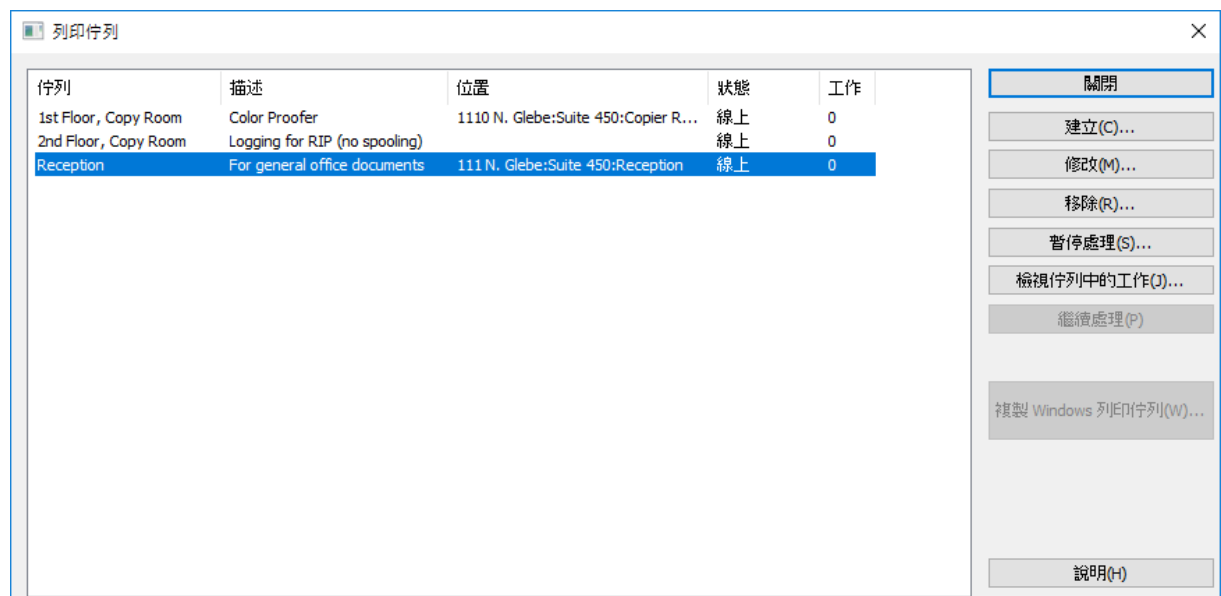 列印佇列
佇列 描述 位置 狀態 工作
1st Floor, Copy Room Color Proofer 1110 N. Glebe:Suite 450:Copier R... 線上 0
2nd Floor, Copy Room Logging for RIP (no spooling) 線上 0
Reception For general office documents 111 N. Glebe:Suite 450:Reception 線上 0
關閉
建立(C)...
修改(M)...
移除(R)...
暫停處理(S)...
檢視佇列中的工作(J)...
繼續處理(P)
複製 Windows 列印佇列(W)...
說明(H)